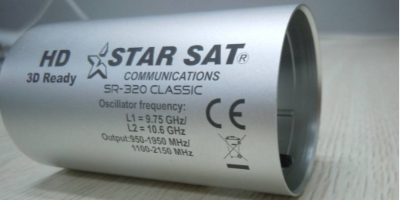 HD
3D Ready
STAR SAT®
COMMUNICATIONS
SR-320 CLASSIC
Oscillator frequency:
L1 = 9.75 GHz/
L2 = 10.6 GHz
Output:950-1950 MHz/
1100-2150 MHz
CE